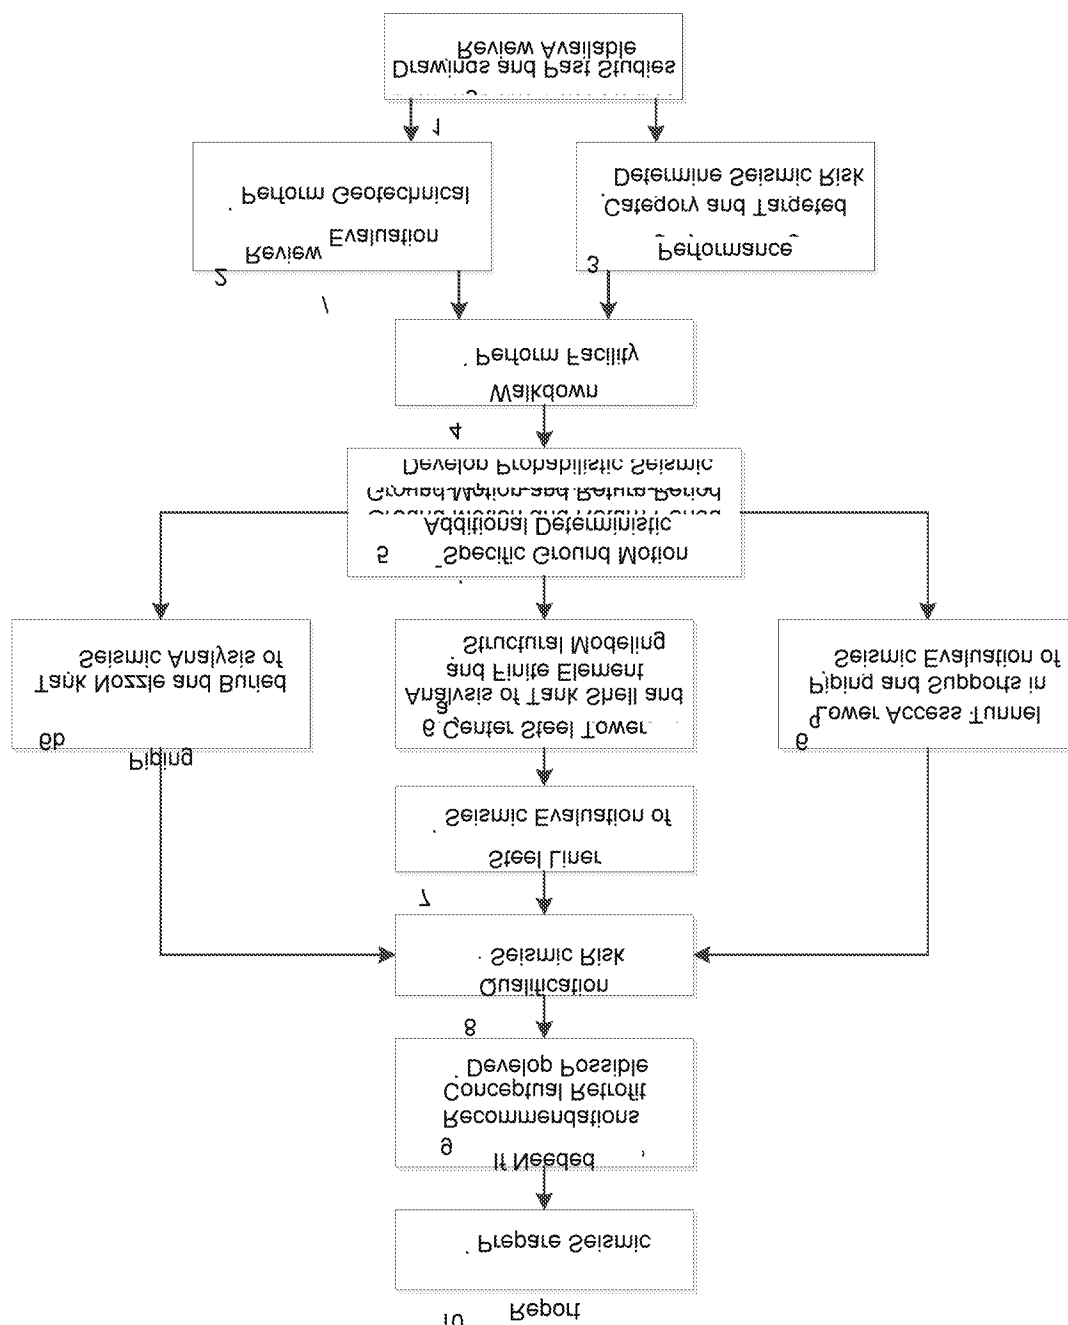 Review Available
Drawings and Past Studies
1
Perform Geotechnical
Review Evaluation
2
Determine Seismic Risk
Category and Targeted
Performance
3
Perform Facility
Walkdown
4
Develop Probabilistic Seismic
Ground Motion and Return Period
Additional Deterministic
Specific Ground Motion
5
Seismic Analysis of
Tank Nozzle and Buried
6b
Piping
Structural Modeling
and Finite Element
Analysis of Tank Shell and
a
6. Center Steel Tower
Seismic Evaluation of
Piping and Supports in
Lower Access Tunnel
6
Seismic Evaluation of
Steel Liner
7
Seismic Risk
Qualification
8
Develop Possible
Conceptual Retrofit
Recommendations
If Needed
9
Prepare Seismic
Report
10